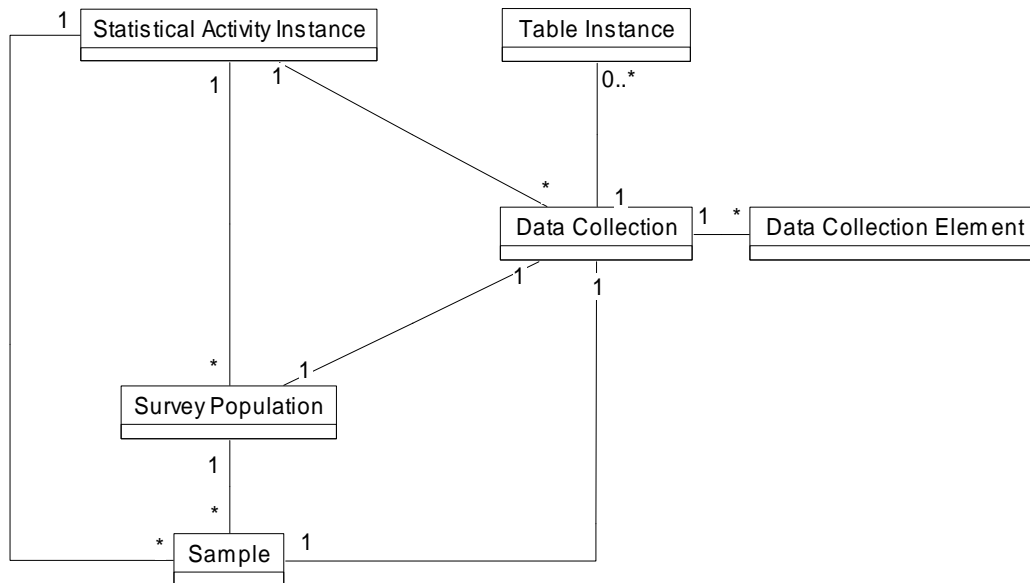 1
Statistical Activity Instance
Table Instance
1
1
0..*
*
1
Data Collection
1
*
Data Collection Element
1
1
1
*
Survey Population
1
*
*
Sample
1